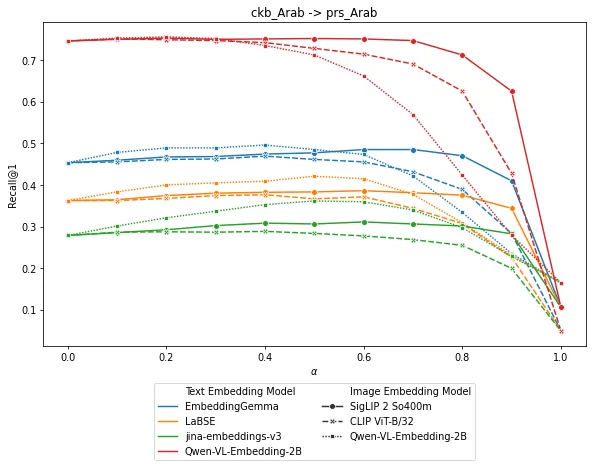 ckb_Arab -> prs_Arab
Recall@1
0.7
0.6
0.5
0.4
0.3
0.2
0.1
0.0 0.2 0.4 0.6 0.8 1.0
α
Text Embedding Model Image Embedding Model
EmbeddingGemma SigLIP 2 So400m
LaBSE CLIP ViT-B/32
jina-embeddings-v3 Qwen-VL-Embedding-2B
Qwen-VL-Embedding-2B